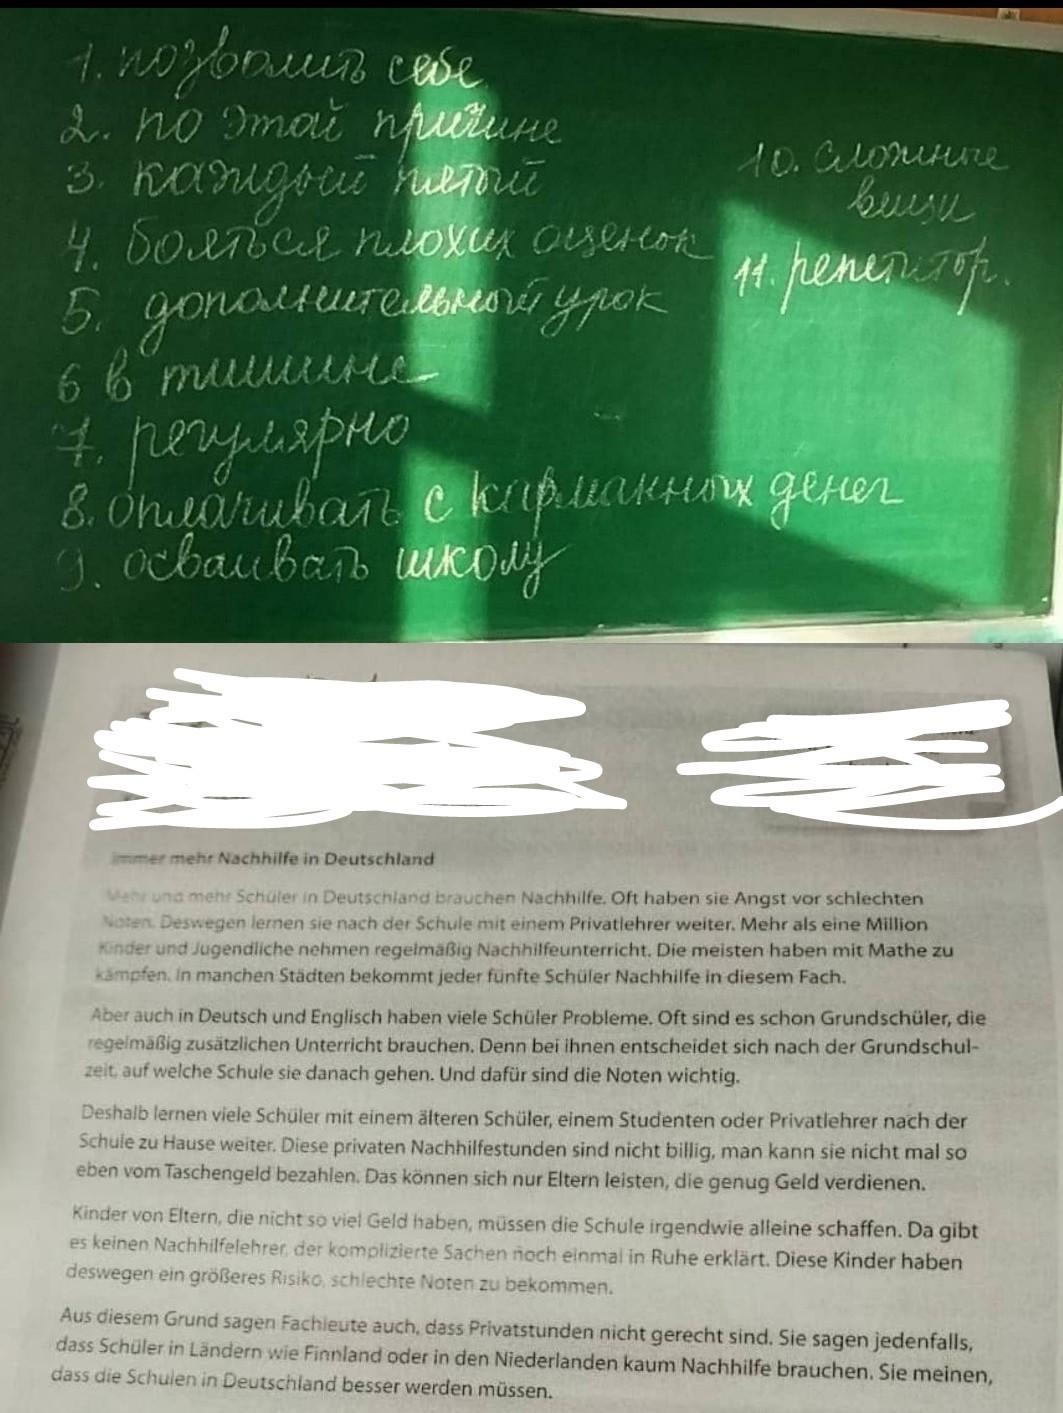 1. позволить себе
2. по этой причине
3. каждый пятый
4. бояться плохих оценок
5. дополнительный урок
6 в тишине
7. регулярно
8. оплачивать с карманных денег
9. осваивать школу
10. сложные
вещи
11. репетитор.
Immer mehr Nachhilfe in Deutschland
Mehr und mehr Schüler in Deutschland brauchen Nachhilfe. Oft haben sie Angst vor schlechten
Noten. Deswegen lernen sie nach der Schule mit einem Privatlehrer weiter. Mehr als eine Million
Kinder und Jugendliche nehmen regelmäßig Nachhilfeunterricht. Die meisten haben mit Mathe zu
kämpfen. In manchen Städten bekommt jeder fünfte Schüler Nachhilfe in diesem Fach.
Aber auch in Deutsch und Englisch haben viele Schüler Probleme. Oft sind es schon Grundschüler, die
regelmäßig zusätzlichen Unterricht brauchen. Denn bei ihnen entscheidet sich nach der Grundschul-
zeit, auf welche Schule sie danach gehen. Und dafür sind die Noten wichtig.
Deshalb lernen viele Schüler mit einem älteren Schüler, einem Studenten oder Privatlehrer nach der
Schule zu Hause weiter. Diese privaten Nachhilfestunden sind nicht billig, man kann sie nicht mal so
eben vom Taschengeld bezahlen. Das können sich nur Eltern leisten, die genug Geld verdienen.
Kinder von Eltern, die nicht so viel Geld haben, müssen die Schule irgendwie alleine schaffen. Da gibt
es keinen Nachhilfelehrer, der komplizierte Sachen noch einmal in Ruhe erklärt. Diese Kinder haben
deswegen ein größeres Risiko, schlechte Noten zu bekommen.
Aus diesem Grund sagen Fachleute auch, dass Privatstunden nicht gerecht sind. Sie sagen jedenfalls,
dass Schüler in Ländern wie Finnland oder in den Niederlanden kaum Nachhilfe brauchen. Sie meinen,
dass die Schulen in Deutschland besser werden müssen.